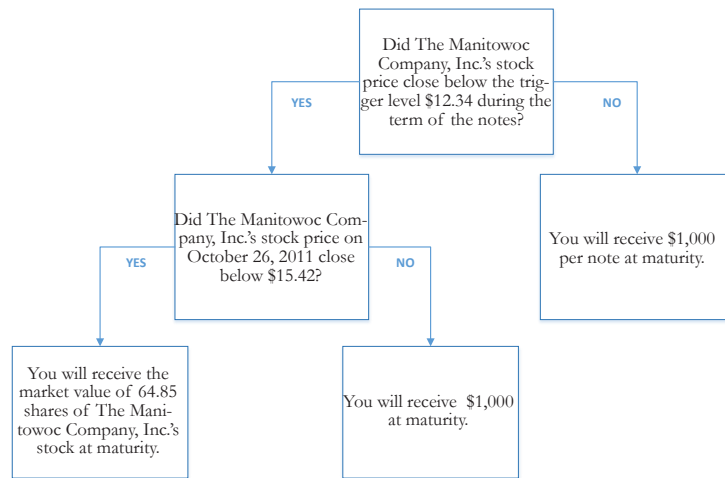 Did The Manitowoc
Company, Inc.'s stock
price close below the trig-
ger level $12.34 during the
term of the notes?
YES
NO
Did The Manitowoc Com-
pany, Inc.'s stock price on
October 26, 2011 close
below $15.42?
You will receive $1,000
per note at maturity.
YES
NO
You will receive the
market value of 64.85
shares of The Mani-
towoc Company, Inc.'s
stock at maturity.
You will receive $1,000
at maturity.